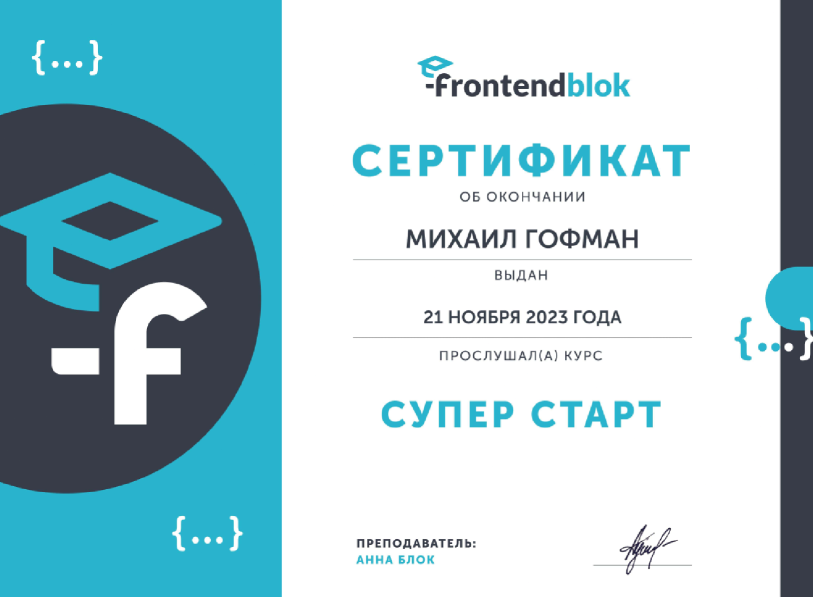 {...}
-frontendblok
СЕРТИФИКАТ
ОБ ОКОНЧАНИИ
МИХАИЛ ГОФМАН
ВЫДАН
21 НОЯБРЯ 2023 ГОДА
ПРОСЛУШАЛ(А) КУРС
СУПЕР СТАРТ
-f
{...}
{...}
ПРЕПОДАВАТЕЛЬ:
АННА БЛОК